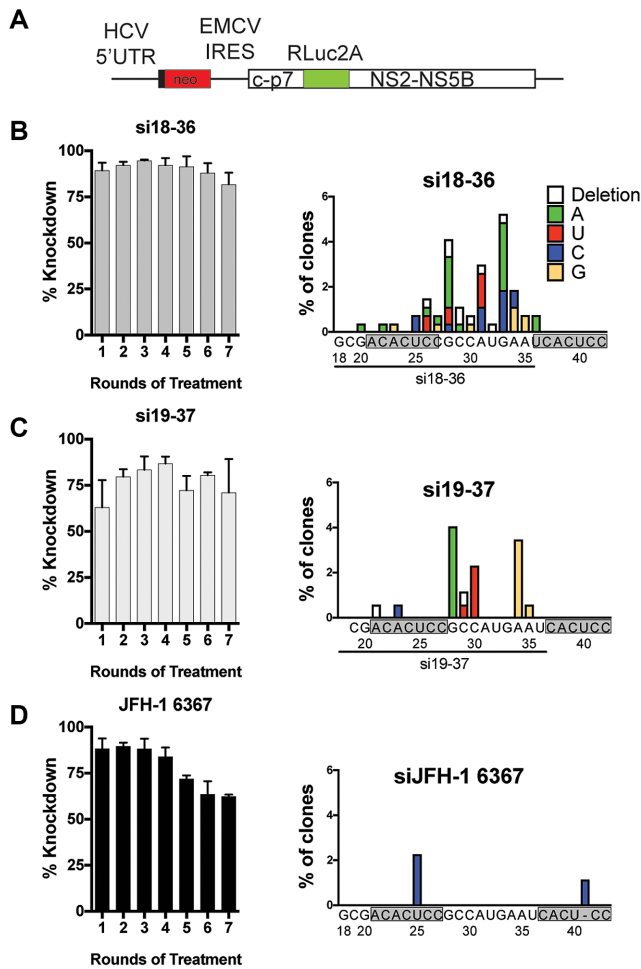 A
HCV
5'UTR
EMCV
IRES
RLuc2A
neo
c-p7
NS2-NS5B
B
si18-36
% Knockdown
100
75
50
25
0
1 2 3 4 5 6 7
Rounds of Treatment
si18-36
% of clones
6
4
2
0
Deletion
A
U
C
G
GCGACACUCCCGCCAUGAAUCACUCC
18 20 25 30 35 40
si18-36
C
si19-37
% Knockdown
100
75
50
25
0
1 2 3 4 5 6 7
Rounds of Treatment
si19-37
% of clones
6
4
2
0
CGACACUCCGCCAUGAAUCACUCC
20 25 30 35 40
si19-37
D
JFH-1 6367
% Knockdown
100
75
50
25
0
1 2 3 4 5 6 7
Rounds of Treatment
siJFH-1 6367
% of clones
6
4
2
0
GCGACACUCCGCCAUGAAUCACU-CC
18 20 25 30 35 40